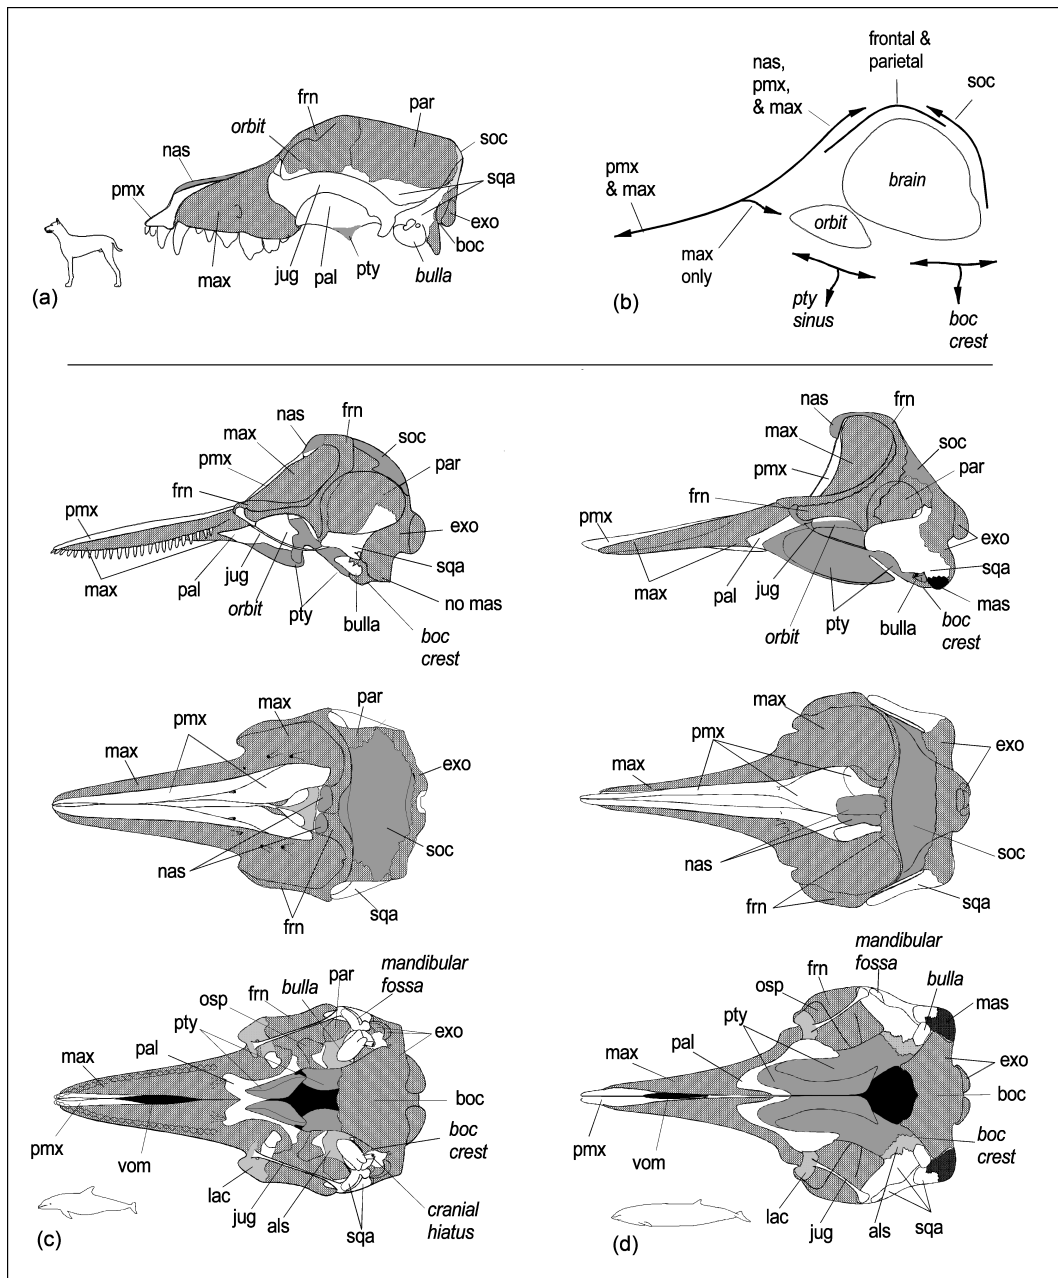 frn
par
orbit
soc
nas
sqa
pmx
exo
boc
max
jug
pal
pty
bulla
(a)
frontal &
parietal
nas,
pmx,
& max
soc
pmx
& max
brain
orbit
max
only
pty
sinus
boc
crest
(b)
nas
frn
max
soc
pmx
par
frn
pmx
exo
max
pal
jug
sqa
orbit
pty
no mas
bulla
boc
crest
nas
frn
max
soc
pmx
par
frn
pmx
exo
max
pal
jug
sqa
pty
mas
orbit
bulla
boc
crest
max
par
pmx
max
exo
nas
soc
frn
sqa
max
pmx
exo
max
nas
soc
frn
sqa
mandibular
fossa
par
bulla
frn
osp
pty
exo
pal
max
boc
pmx
vom
boc
crest
lac
jug
als
sqa
cranial
hiatus
(c)
mandibular
fossa
frn
bulla
osp
mas
pty
pal
max
exo
boc
pmx
vom
boc
crest
lac
jug
als
sqa
(d)